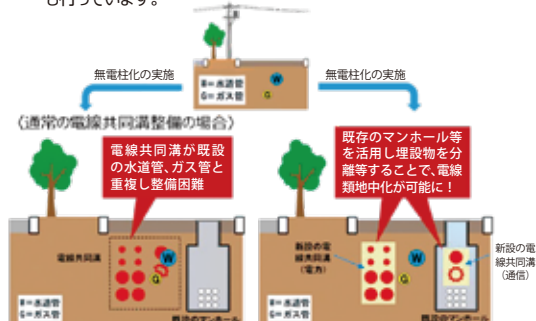 も行っています。
無電柱化の実施
無電柱化の実施
W=水道管
G=ガス管
W
G
(通常の電線共同溝整備の場合)
電線共同溝が既設
の水道管、ガス管と
重複し整備困難
既存のマンホール等
を活用し埋設物を分
離等することで、電線
類地中化が可能に！
電線共同溝
W
G
W=水道管
G=ガス管
既設のマンホール
新設の電
線共同溝
(電力)
W
G
新設の電
線共同溝
(通信)
W=水道管
G=ガス管
既設のマンホール